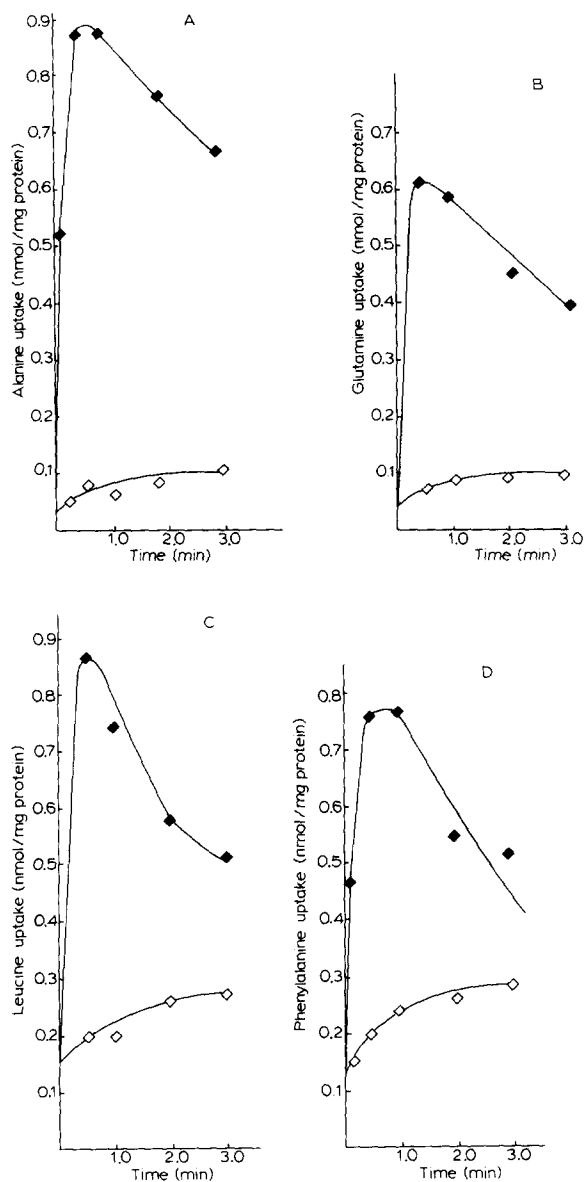 A
Alanine uptake (nmol/mg protein)
0.9
0.8
0.7
0.6
0.5
0.4
0.3
0.2
0.1
1.0 2.0 3.0
Time (min)
B
Glutamine uptake (nmol/mg protein)
0.8
0.7
0.6
0.5
0.4
0.3
0.2
0.1
1.0 2.0 3.0
Time (min)
C
Leucine uptake (nmol/mg protein)
0.9
0.8
0.7
0.6
0.5
0.4
0.3
0.2
0.1
1.0 2.0 3.0
Time (min)
D
Phenylalanine uptake (nmol/mg protein)
0.8
0.7
0.6
0.5
0.4
0.3
0.2
0.1
1.0 2.0 3.0
Time (min)